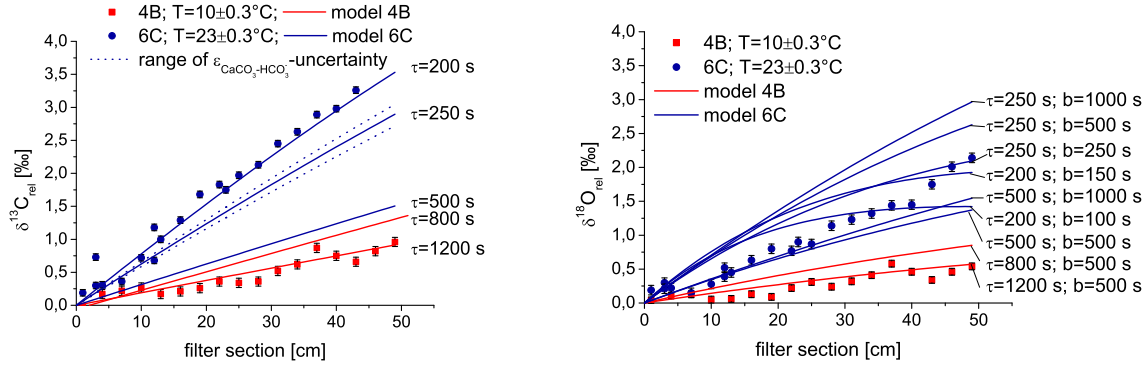 4B; T=10±0.3°C; model 4B
6C; T=23±0.3°C; model 6C
range of εCaCO3-HCO3--uncertainty
4,0
3,5
3,0
2,5
2,0
1,5
1,0
0,5
0,0
δ13Crel [‰]
0 10 20 30 40 50
filter section [cm]
τ=200 s
τ=250 s
τ=500 s
τ=800 s
τ=1200 s
4B; T=10±0.3°C
6C; T=23±0.3°C
model 4B
model 6C
4,0
3,5
3,0
2,5
2,0
1,5
1,0
0,5
0,0
δ18Orel [‰]
0 10 20 30 40 50
filter section [cm]
τ=250 s; b=1000 s
τ=250 s; b=500 s
τ=250 s; b=250 s
τ=200 s; b=150 s
τ=500 s; b=1000 s
τ=200 s; b=100 s
τ=500 s; b=500 s
τ=800 s; b=500 s
τ=1200 s; b=500 s